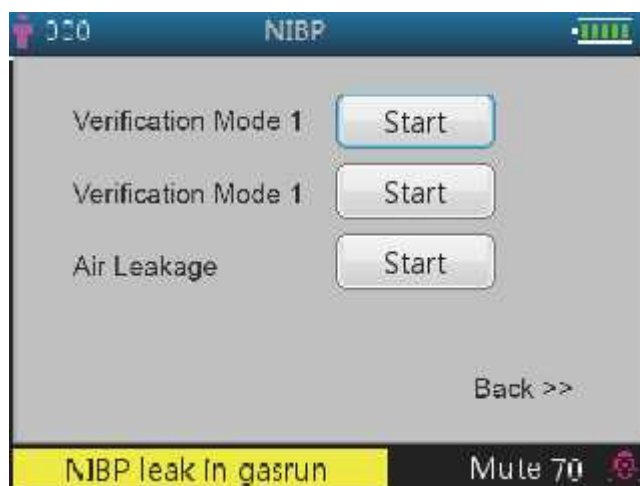 000 NIBP
Verification Mode 1 Start
Verification Mode 1 Start
Air Leakage Start
Back >>
NIBP leak in gasrun Mute 70